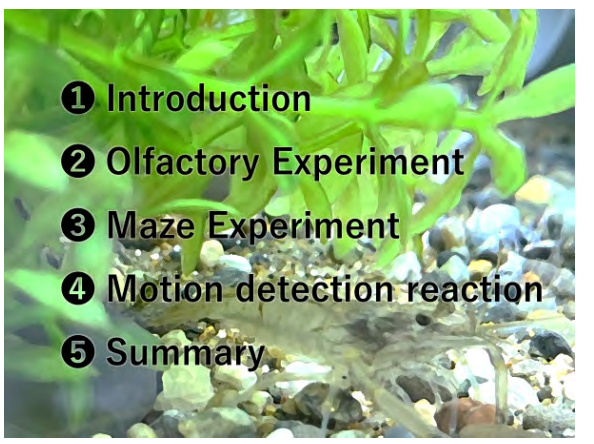 ❶ Introduction
❷ Olfactory Experiment
❸ Maze Experiment
❹ Motion detection reaction
❺ Summary